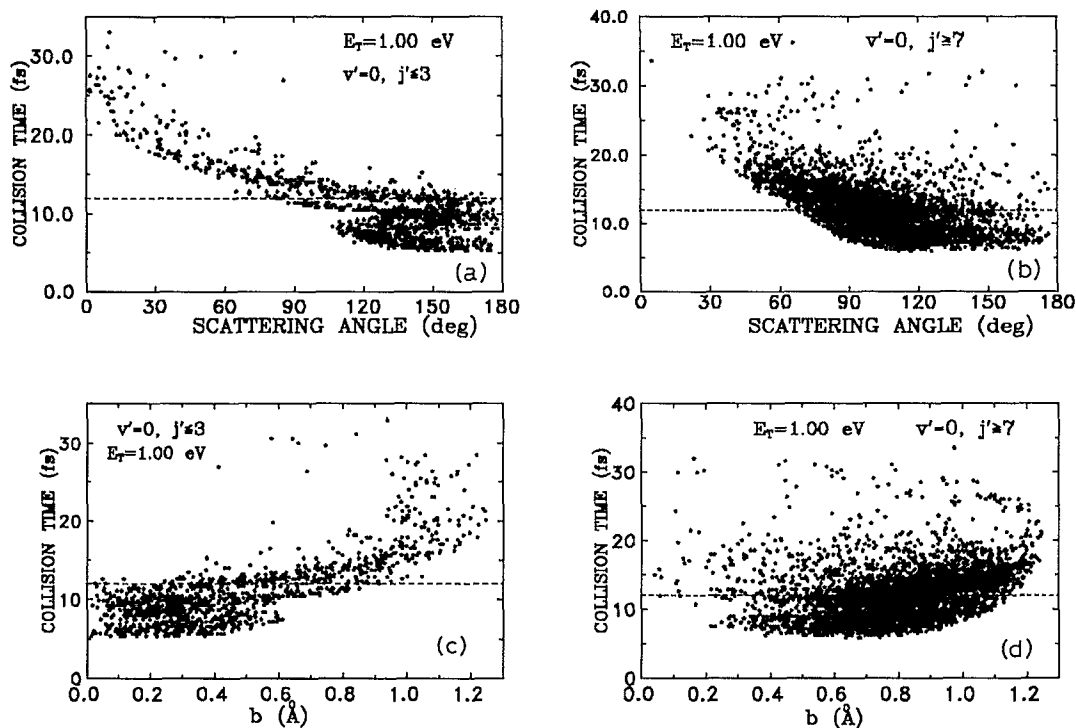 COLLISION TIME (fs)
30.0
20.0
10.0
0.0
E_T=1.00 eV
v'=0, j'≤3
(a)
0 30 60 90 120 150 180
SCATTERING ANGLE (deg)
COLLISION TIME (fs)
40.0
30.0
20.0
10.0
0.0
E_T=1.00 eV v'=0, j'≥7
(b)
0 30 60 90 120 150 180
SCATTERING ANGLE (deg)
COLLISION TIME (fs)
30
20
10
0
v'=0, j'≤3
E_T=1.00 eV
(c)
0.0 0.2 0.4 0.6 0.8 1.0 1.2
b (Å)
COLLISION TIME (fs)
40
30
20
10
0
E_T=1.00 eV v'=0, j'≥7
(d)
0.0 0.2 0.4 0.6 0.8 1.0 1.2
b (Å)